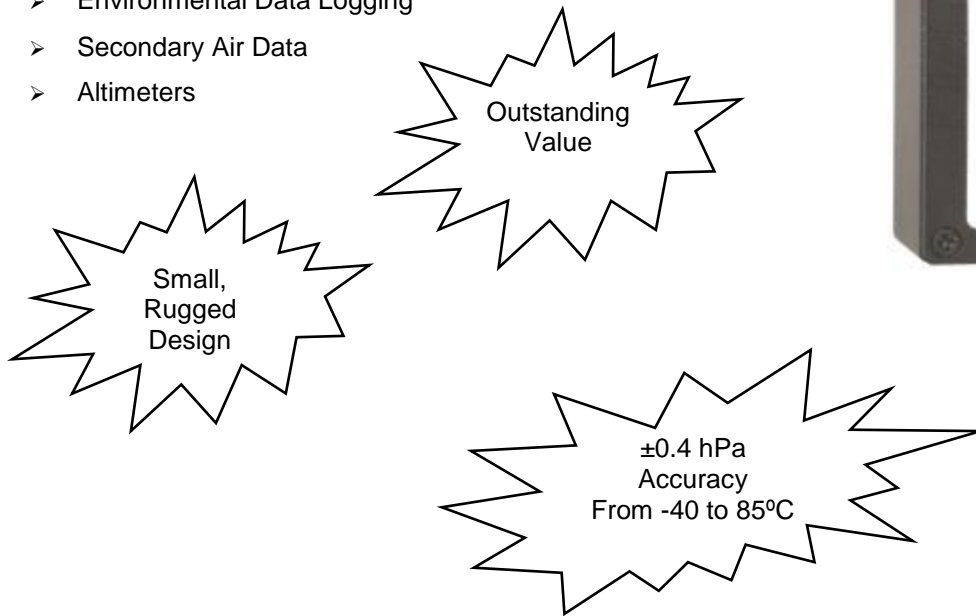 ➢ Environmental Data Logging
➢ Secondary Air Data
➢ Altimeters
Outstanding
Value
Small,
Rugged
Design
±0.4 hPa
Accuracy
From -40 to 85ºC